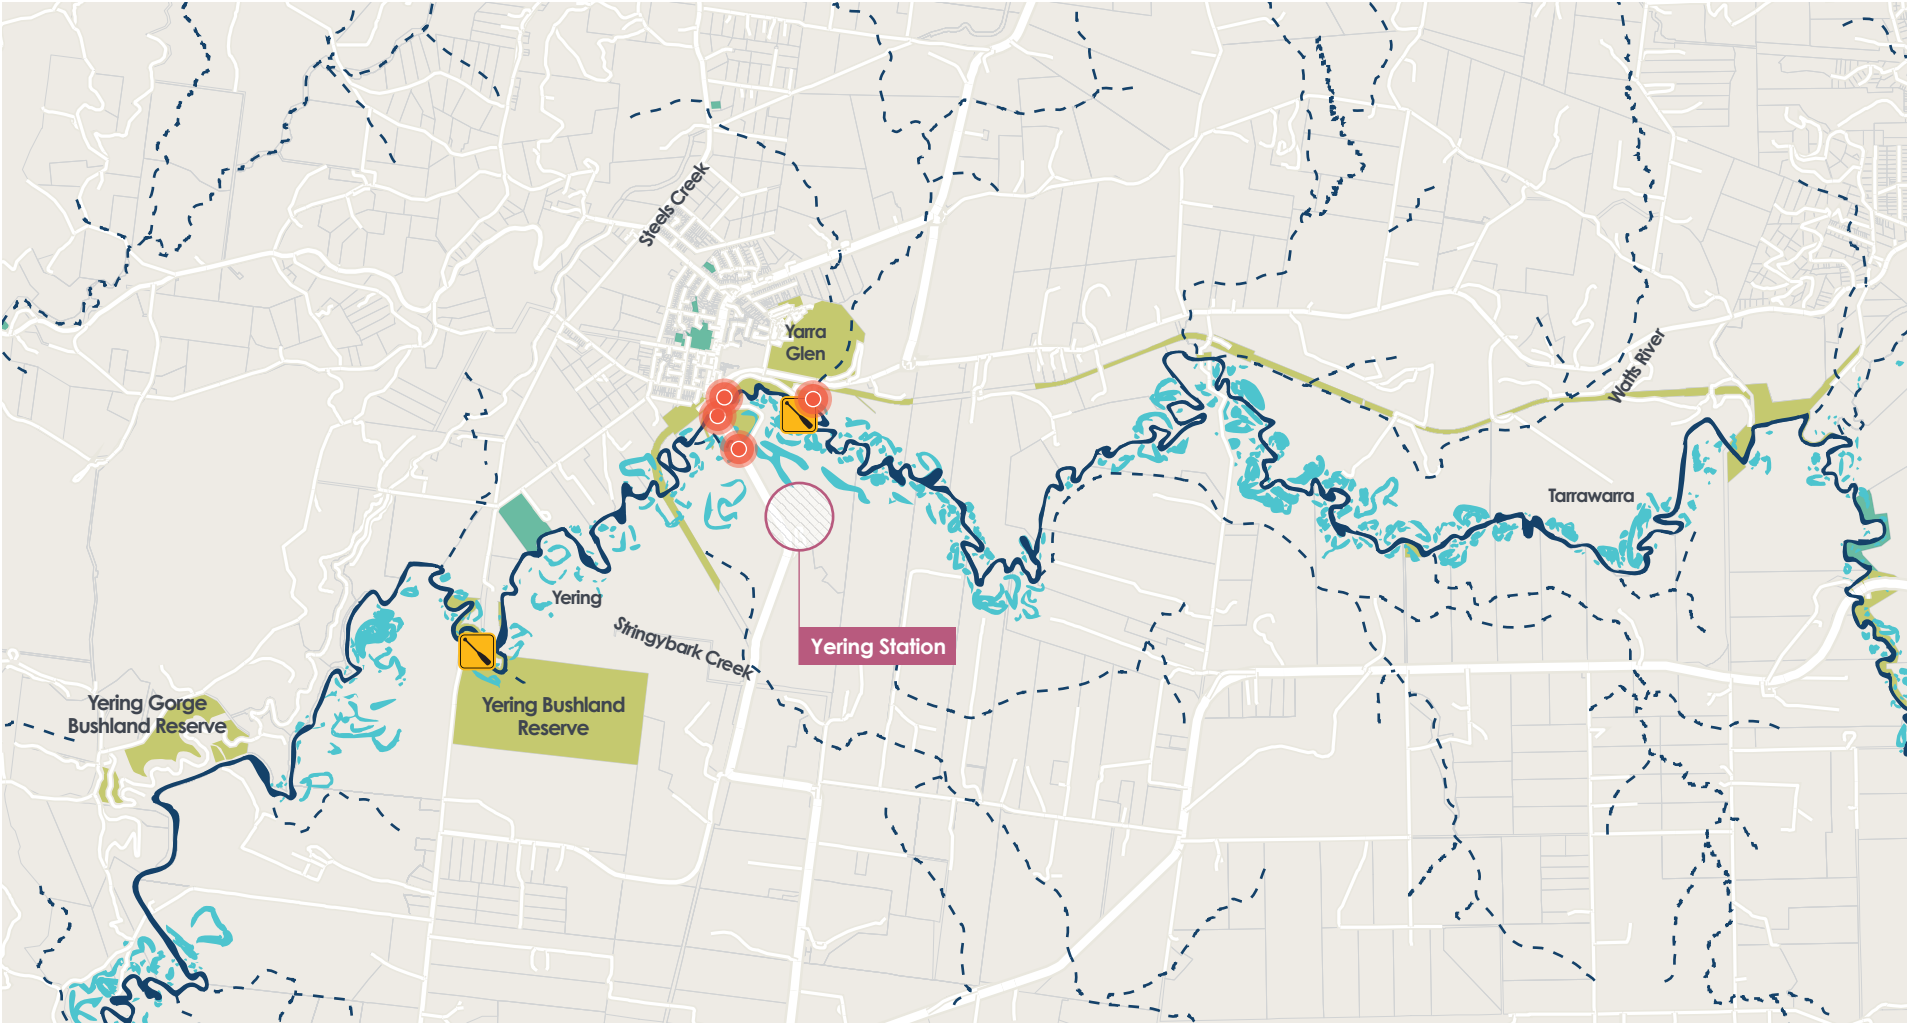 Steels Creek
Yarra
Glen
Watts River
Tarrawarra
Yering
Stringybark Creek
Yering Station
Yering Gorge
Bushland Reserve
Yering Bushland
Reserve